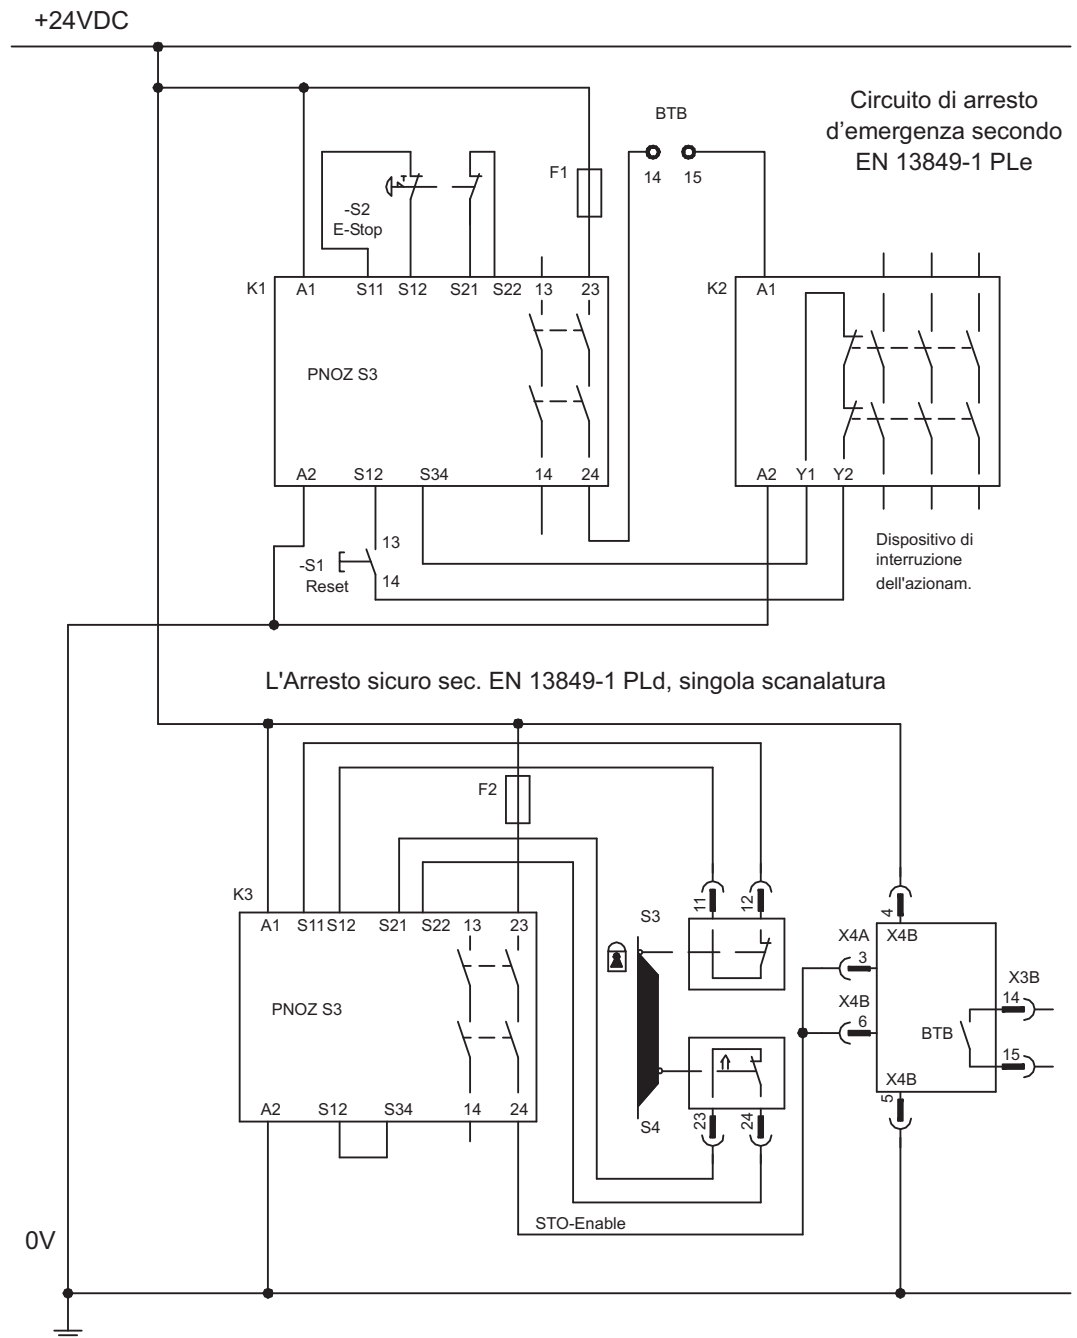 +24VDC
Circuito di arresto
d'emergenza secondo
EN 13849-1 PLe
BTB
14 15
F1
-S2
E-Stop
K1
A1 S11 S12 S21 S22 13 23
PNOZ S3
A2 S12 S34 14 24
K2
A1
A2 Y1 Y2
Dispositivo di
interruzione
dell'azionam.
13
-S1
Reset
14
L'Arresto sicuro sec. EN 13849-1 PLd, singola scanalatura
F2
K3
A1 S11 S12 S21 S22 13 23
PNOZ S3
A2 S12 S34 14 24
S3
11 12
S4
23 24
4
X4B
X4A
3
X4B
6
BTB
X3B
14
15
X4B
5
STO-Enable
0V